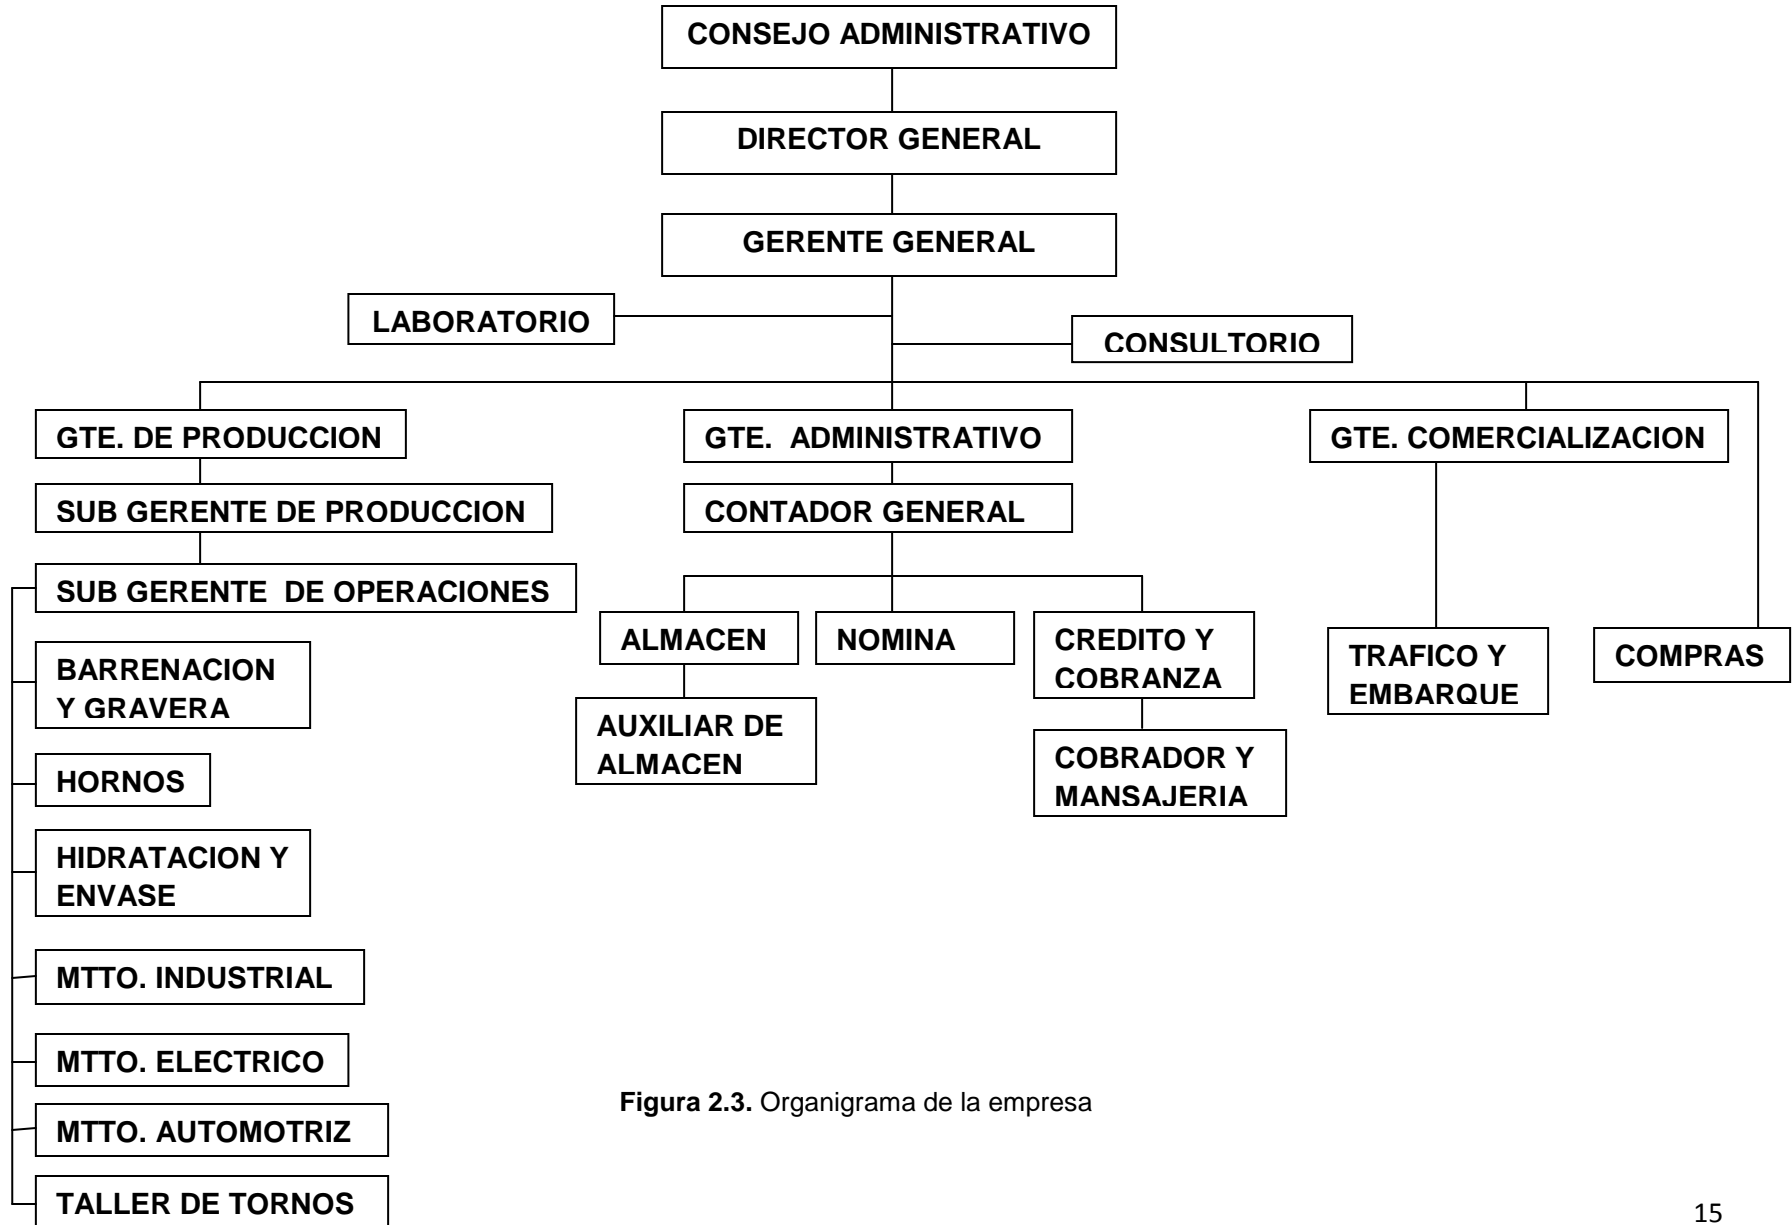 CONSEJO ADMINISTRATIVO
DIRECTOR GENERAL
GERENTE GENERAL
LABORATORIO
CONSULTORIO
GTE. DE PRODUCCION
GTE.  ADMINISTRATIVO
GTE. COMERCIALIZACION
SUB GERENTE DE PRODUCCION
CONTADOR GENERAL
SUB GERENTE  DE OPERACIONES
ALMACEN
NOMINA
CREDITO Y
COBRANZA
TRAFICO Y
EMBARQUE
COMPRAS
BARRENACION
Y GRAVERA
AUXILIAR DE
ALMACEN
COBRADOR Y
MANSAJERIA
HORNOS
HIDRATACION Y
ENVASE
MTTO. INDUSTRIAL
MTTO. ELECTRICO
MTTO. AUTOMOTRIZ
TALLER DE TORNOS
Figura 2.3. Organigrama de la empresa
15